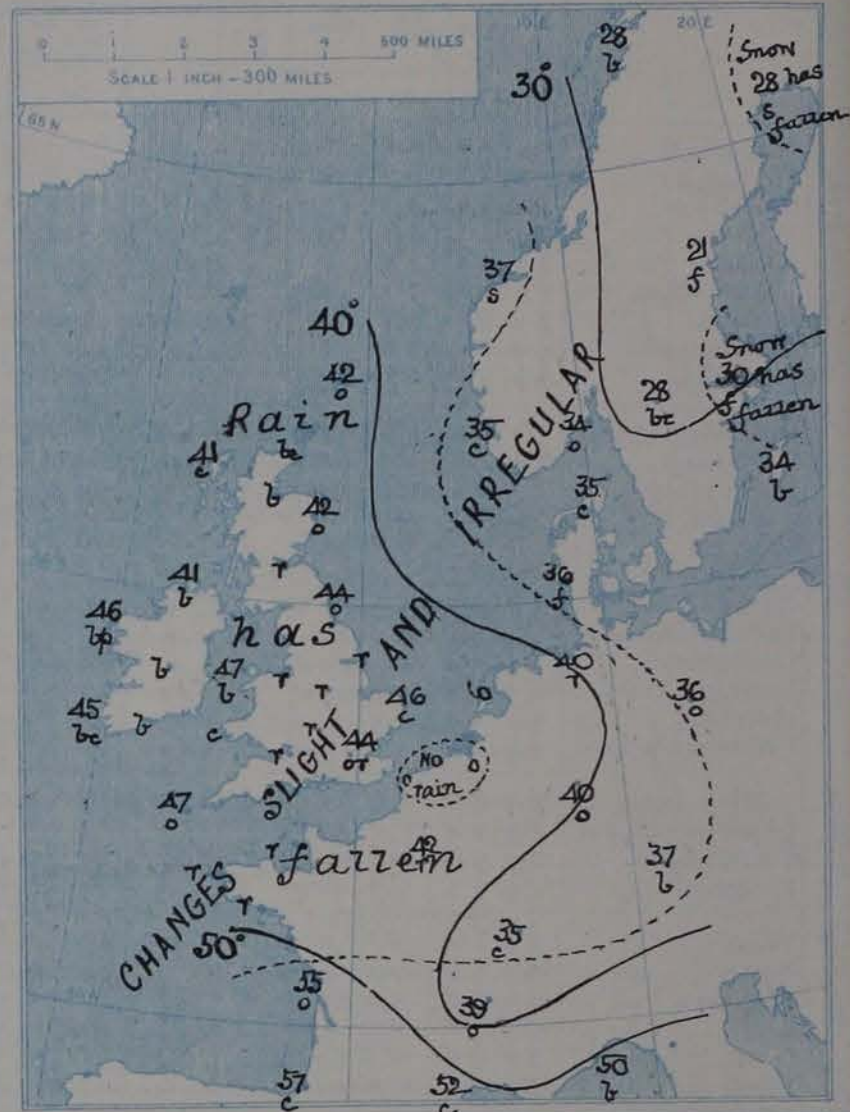 0 1 2 3 4 500 MILES
SCALE 1 INCH - 300 MILES
10 E
20 E
65 N
28
b
30°
Snow
28 has
s
fallen
37
s
21
f
40°
42
o
Rain
bc
41
c
b
42
o
35
c
34
o
IRREGULAR
28
bc
Snow
30 has
f
fallen
34
b
35
c
r
41
b
44
o
36
f
46
bp
has
AND
b
47
b
r
r
r
46
c
40
r
36
o
45
bc
b
c
r
r
SLIGHT
44
or
No
rain
o
47
o
40
o
r
fallen
42
37
b
r
CHANGES
r
50°
35
c
55
o
39
o
57
c
52
c
50
b